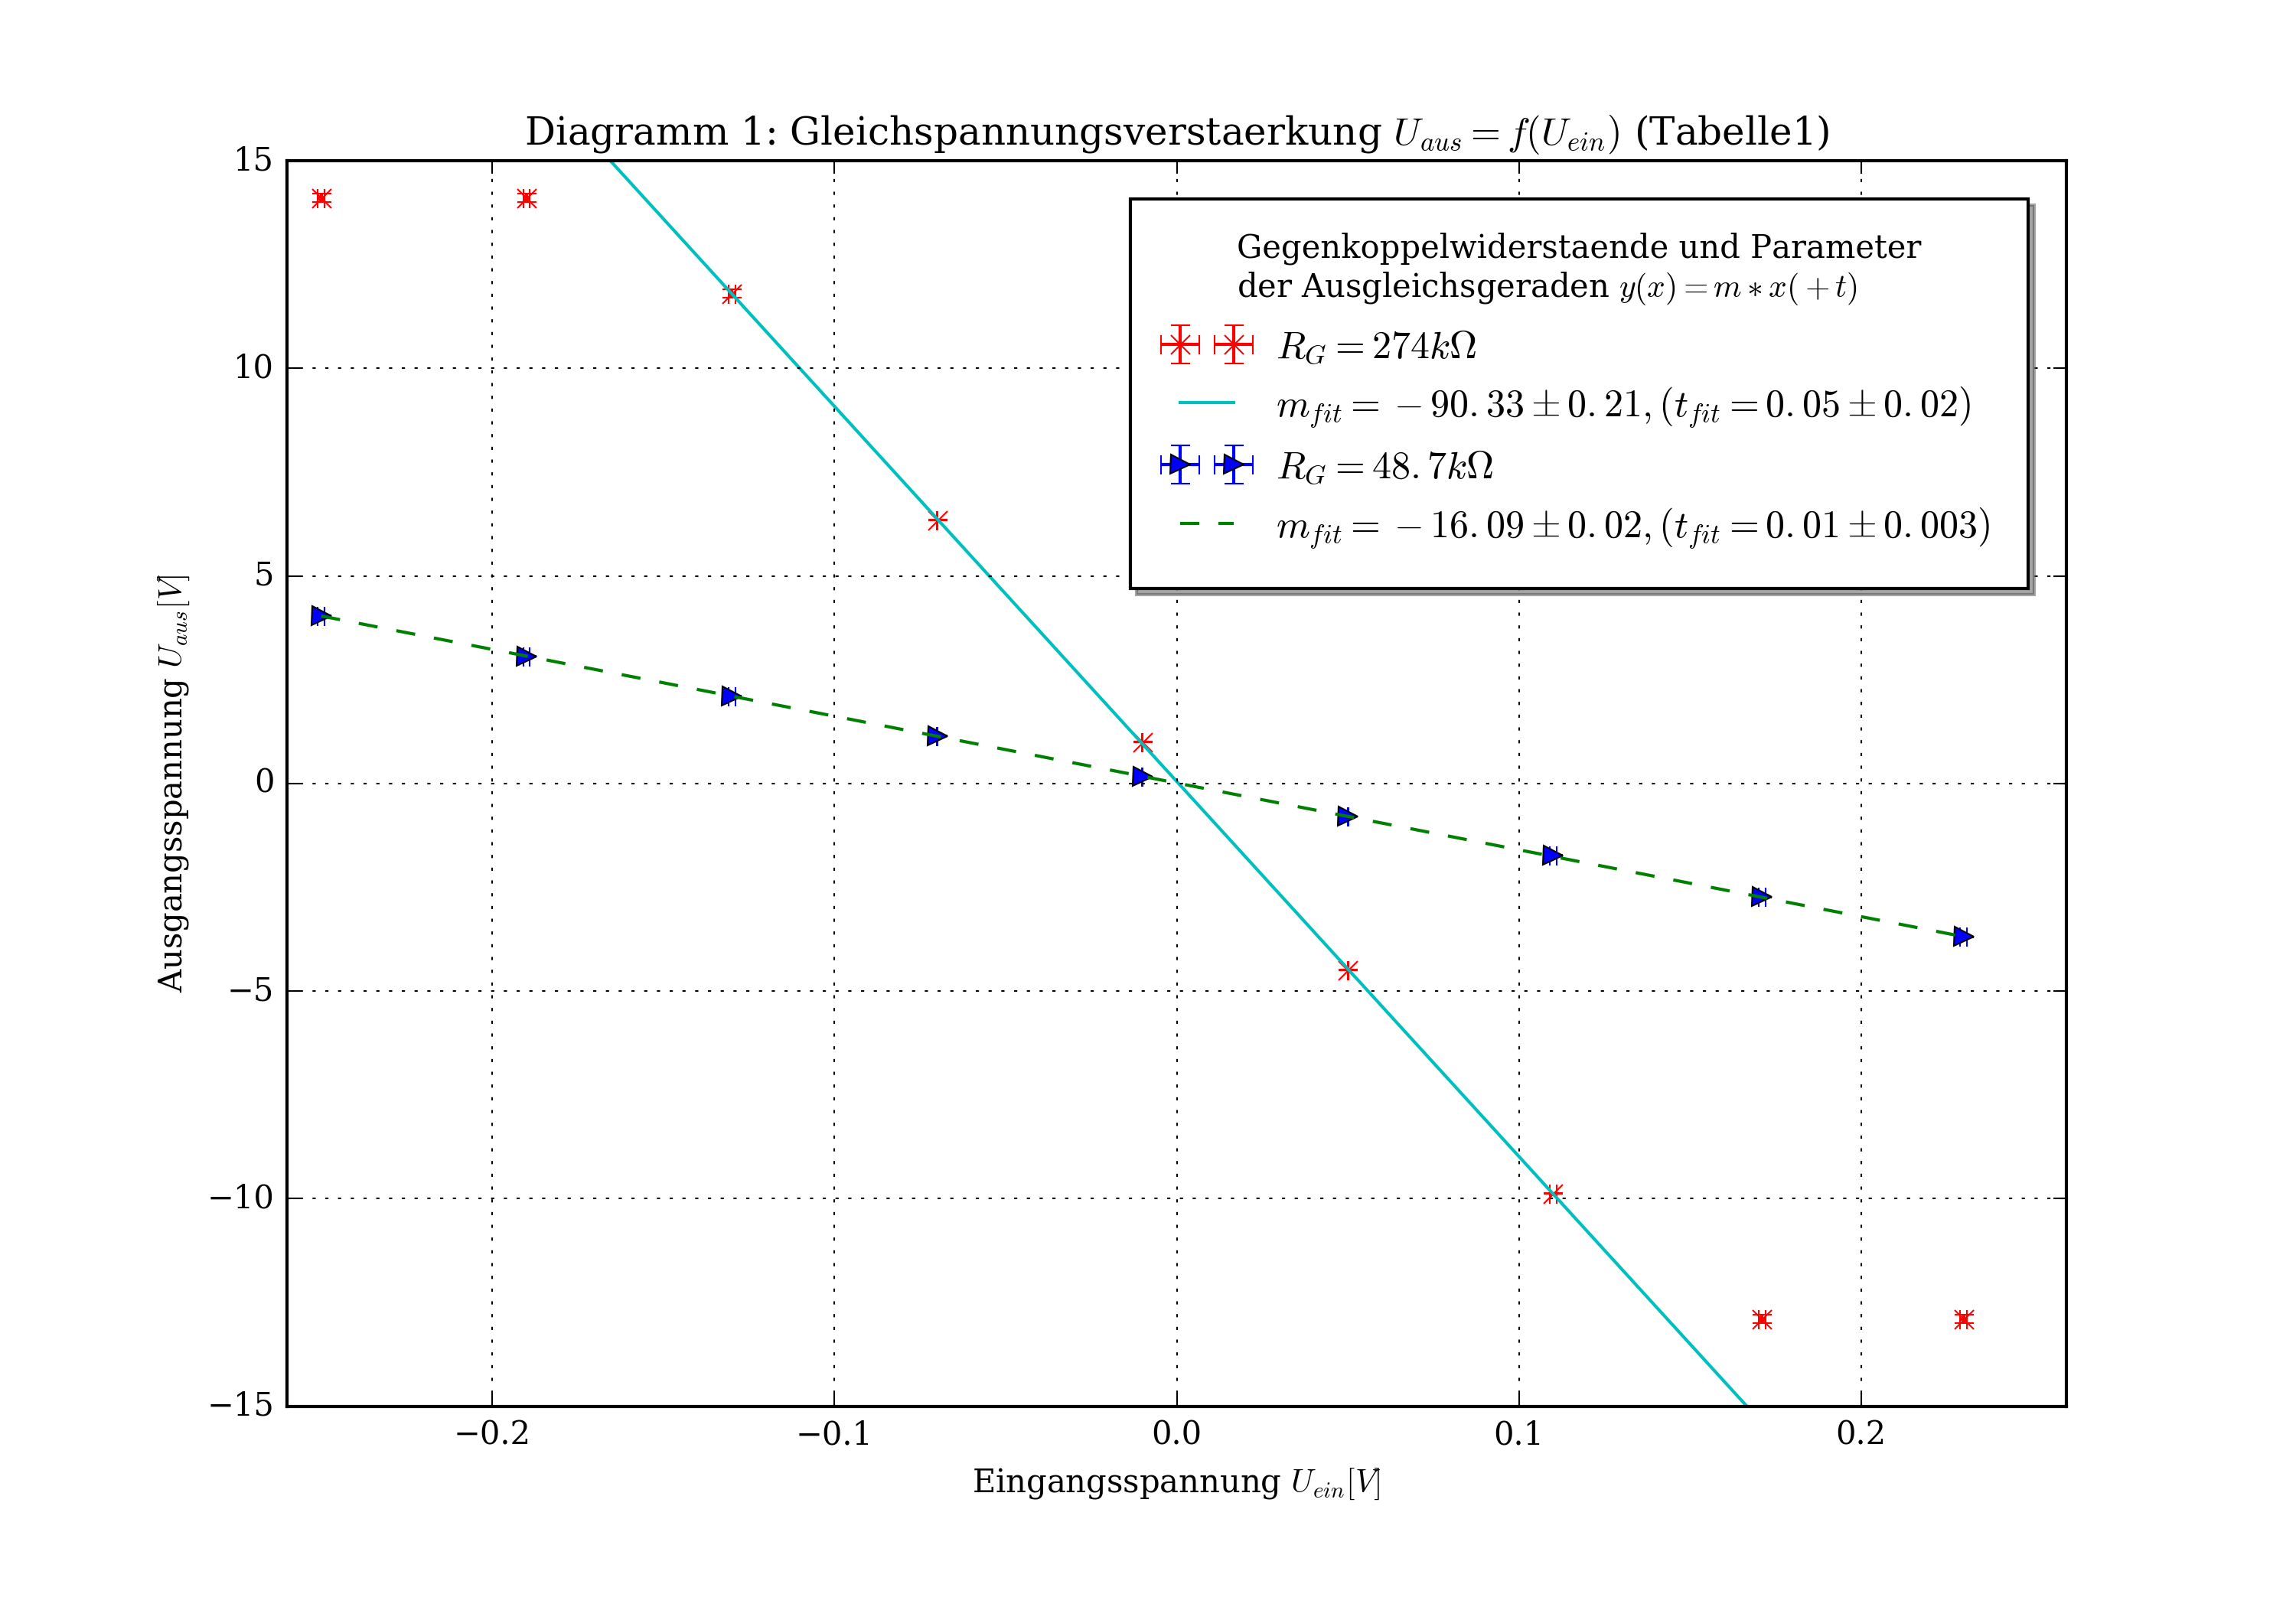 Diagramm 1: Gleichspannungsverstaerkung U_aus = f(U_ein) (Tabelle1)
Gegenkoppelwiderstaende und Parameter
der Ausgleichsgeraden y(x) = m ∗ x( + t)
R_G = 274kΩ
m_fit = − 90.33 ± 0.21, (t_fit = 0.05 ± 0.02)
R_G = 48.7kΩ
m_fit = − 16.09 ± 0.02, (t_fit = 0.01 ± 0.003)
15
10
5
0
−5
−10
−15
Ausgangsspannung U_aus[V]
−0.2
−0.1
0.0
0.1
0.2
Eingangsspannung U_ein[V]